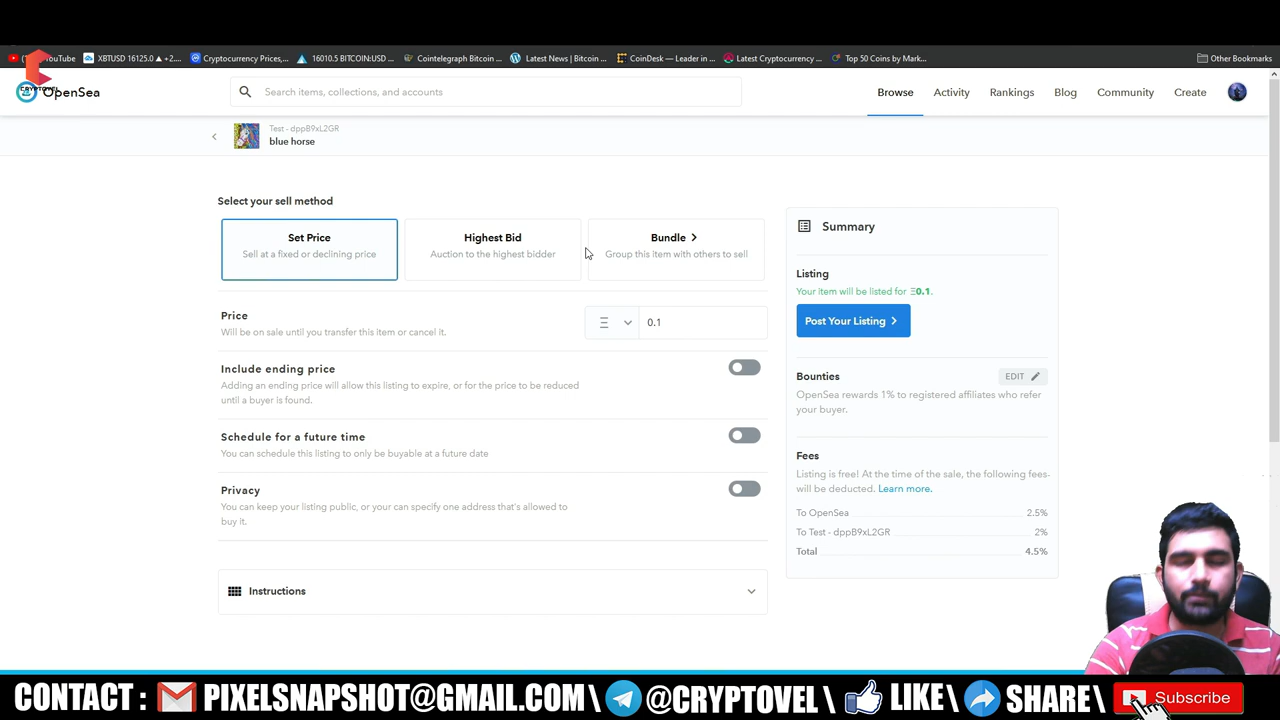 YouTube
XBTUSD 16125.0 ▲ +2....
Cryptocurrency Prices,...
16010.5 BITCOIN:USD ...
Cointelegraph Bitcoin ...
Latest News | Bitcoin ...
CoinDesk — Leader in ...
Latest Cryptocurrency ...
Top 50 Coins by Mark...
Other Bookmarks
CRYPTOVEL
OpenSea
Search items, collections, and accounts
Browse
Activity
Rankings
Blog
Community
Create
Test - dppB9xL2GR
blue horse
Select your sell method
Set Price
Sell at a fixed or declining price
Highest Bid
Auction to the highest bidder
Bundle
Group this item with others to sell
Price
Will be on sale until you transfer this item or cancel it.
Ξ
0.1
Include ending price
Adding an ending price will allow this listing to expire, or for the price to be reduced
until a buyer is found.
Schedule for a future time
You can schedule this listing to only be buyable at a future date
Privacy
You can keep your listing public, or your can specify one address that's allowed to
buy it.
Instructions
Summary
Listing
Your item will be listed for Ξ0.1.
Post Your Listing
Bounties
EDIT
OpenSea rewards 1% to registered affiliates who refer
your buyer.
Fees
Listing is free! At the time of the sale, the following fees
will be deducted. Learn more.
To OpenSea 2.5%
To Test - dppB9xL2GR 2%
Total 4.5%
CONTACT : PIXELSNAPSHOT@GMAIL.COM \ @CRYPTOVEL \ LIKE \ SHARE \ Subscribe